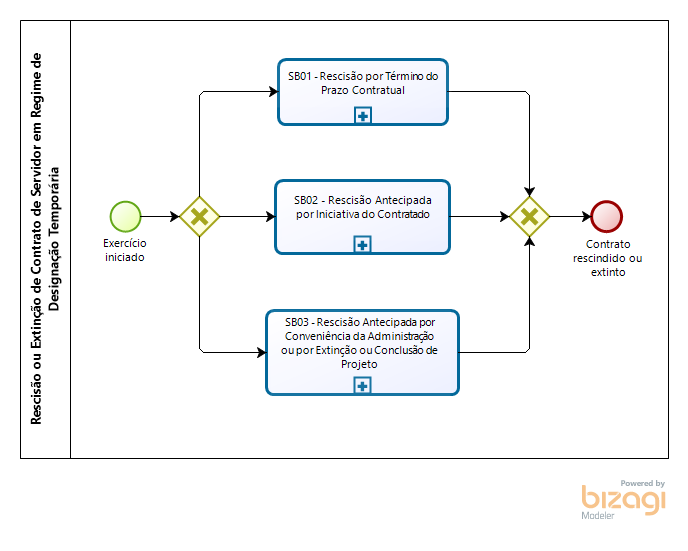 Rescisão ou Extinção de Contrato de Servidor em Regime de
Designação Temporária
SB01 - Rescisão por Término do
Prazo Contratual
SB02 - Rescisão Antecipada
por Iniciativa do Contratado
Exercício
iniciado
Contrato
rescindido ou
extinto
SB03 - Rescisão Antecipada por
Conveniência da Administração
ou por Extinção ou Conclusão de
Projeto
Powered by
bizagi
Modeler